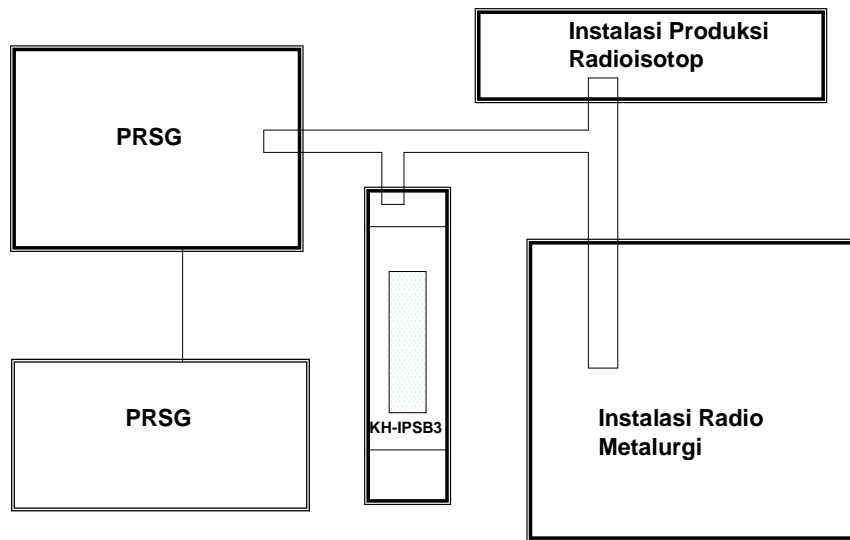 Instalasi Produksi
Radioisotop
PRSG
PRSG
KH-IPSB3
Instalasi Radio
Metalurgi